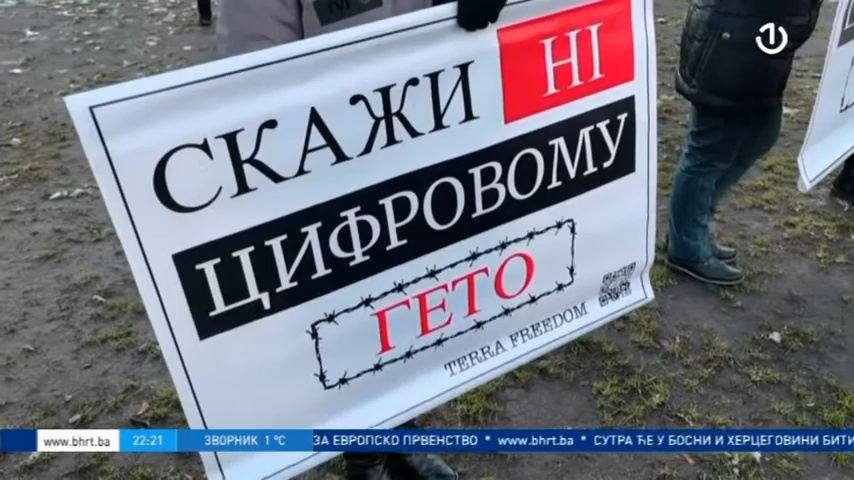 СКАЖИ НІ
ЦИФРОВОМУ
ГЕТО
TERRA FREEDOM
www.bhrt.ba 22:21 ЗВОРНИК 1°C ЗА ЕВРОПСКО ПРВЕНСТВО * www.bhrt.ba * СУТРА ЋЕ У БОСНИ И ХЕРЦЕГОВИНИ БИТИ